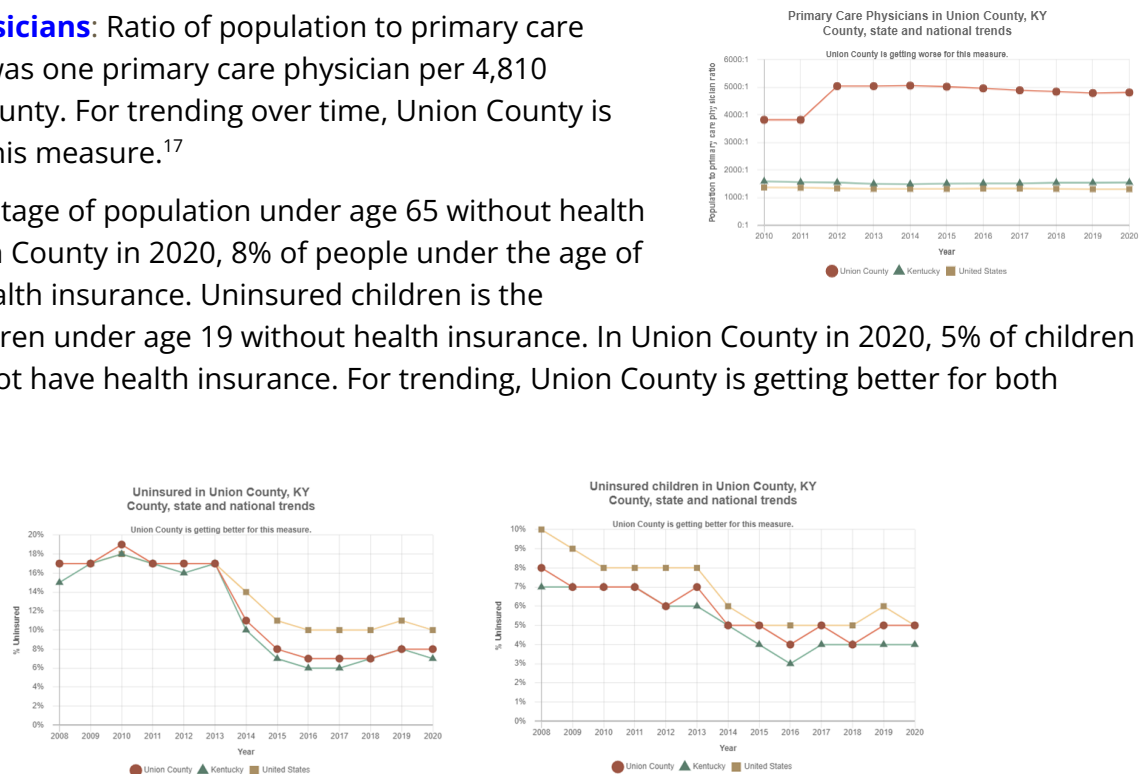 sicians: Ratio of population to primary care
was one primary care physician per 4,810
unty. For trending over time, Union County is
his measure.17
Primary Care Physicians in Union County, KY
County, state and national trends
Union County is getting worse for this measure.
Population to primary care physician ratio
6000:1
5000:1
4000:1
3000:1
2000:1
1000:1
0:1
2010 2011 2012 2013 2014 2015 2016 2017 2018 2019 2020
Year
Union County Kentucky United States
tage of population under age 65 without health
n County in 2020, 8% of people under the age of
alth insurance. Uninsured children is the
ren under age 19 without health insurance. In Union County in 2020, 5% of children
ot have health insurance. For trending, Union County is getting better for both
Uninsured in Union County, KY
County, state and national trends
Union County is getting better for this measure.
% Uninsured
20%
18%
16%
14%
12%
10%
8%
6%
4%
2%
0%
2008 2009 2010 2011 2012 2013 2014 2015 2016 2017 2018 2019 2020
Year
Union County Kentucky United States
Uninsured children in Union County, KY
County, state and national trends
Union County is getting better for this measure.
% Uninsured
10%
9%
8%
7%
6%
5%
4%
3%
2%
1%
0%
2008 2009 2010 2011 2012 2013 2014 2015 2016 2017 2018 2019 2020
Year
Union County Kentucky United States